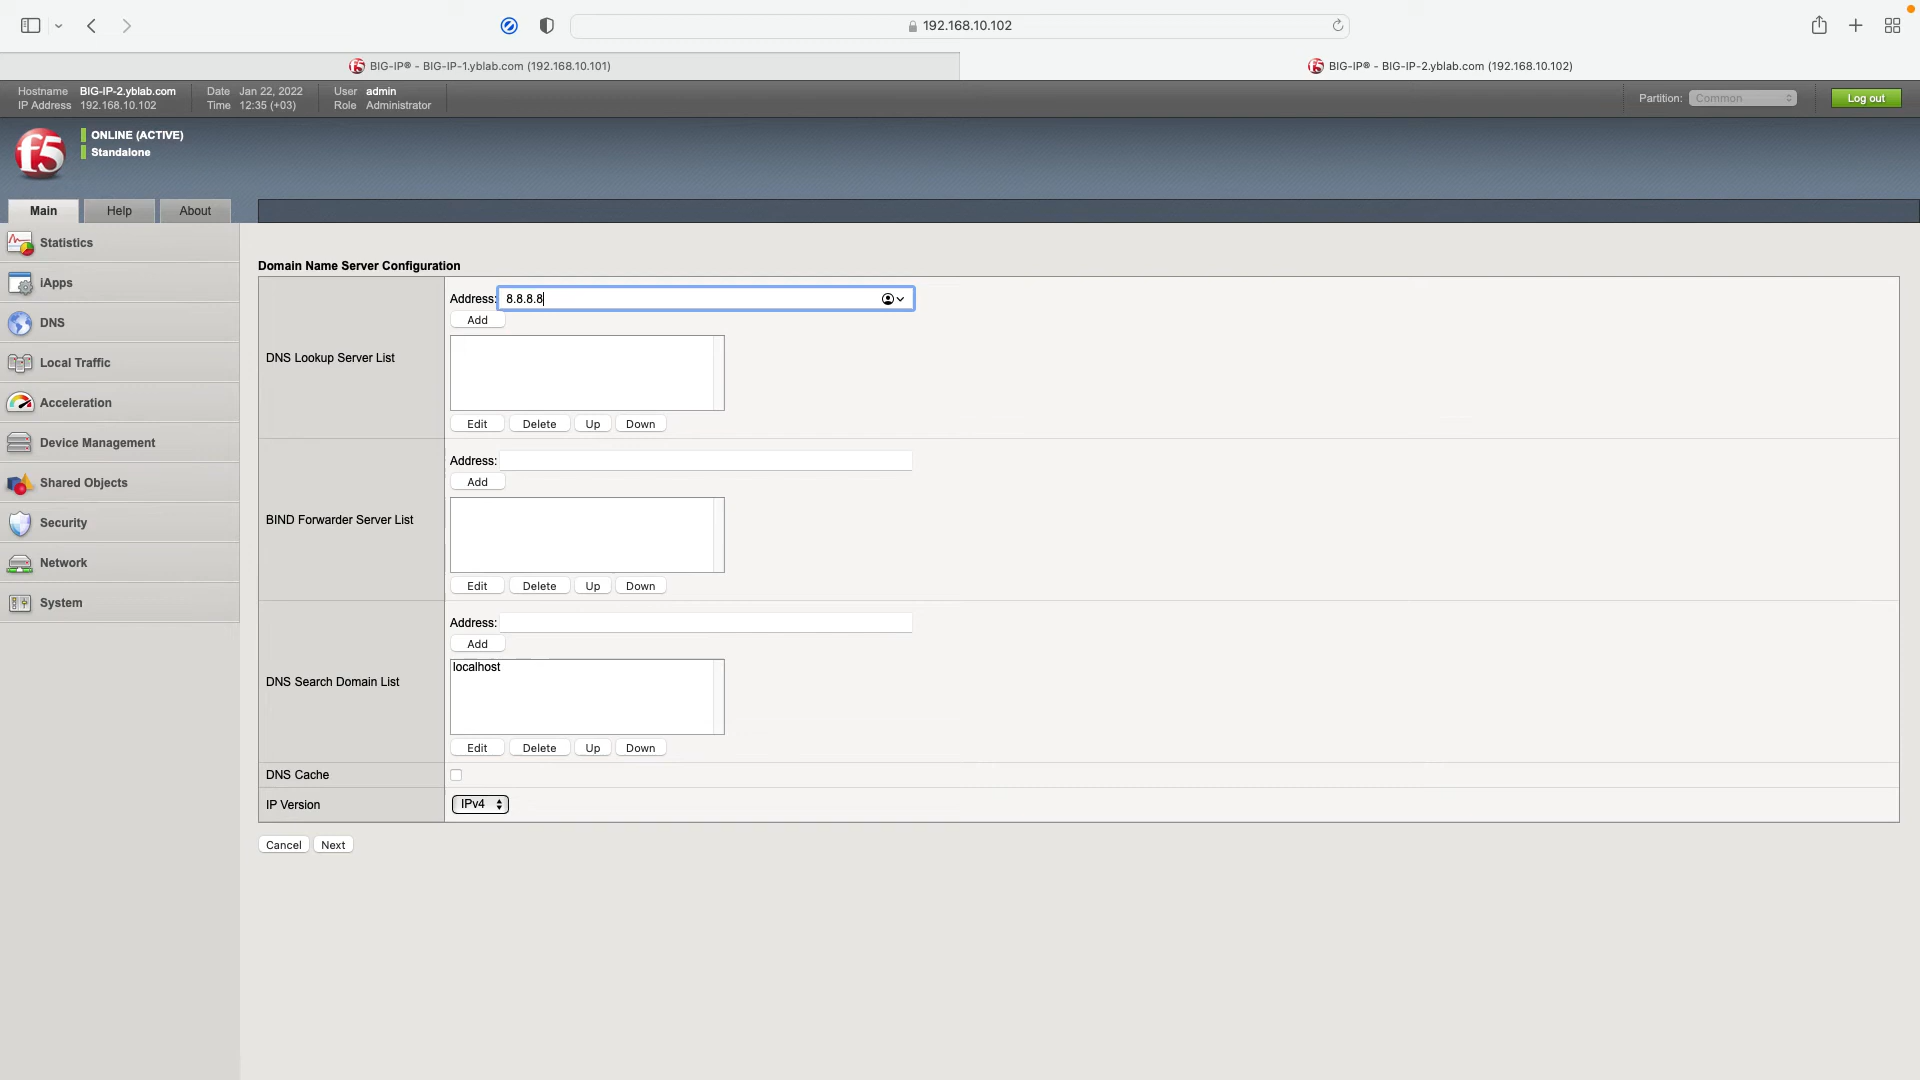 192.168.10.102
BIG-IP® - BIG-IP-1.yblab.com (192.168.10.101)
BIG-IP® - BIG-IP-2.yblab.com (192.168.10.102)
Hostname BIG-IP-2.yblab.com Date Jan 22, 2022 User admin
IP Address 192.168.10.102 Time 12:35 (+03) Role Administrator
Partition: Common Log out
f5
ONLINE (ACTIVE)
Standalone
Main Help About
Statistics
iApps
DNS
Local Traffic
Acceleration
Device Management
Shared Objects
Security
Network
System
Domain Name Server Configuration
DNS Lookup Server List
Address: 8.8.8.8
Add
Edit Delete Up Down
BIND Forwarder Server List
Address:
Add
Edit Delete Up Down
DNS Search Domain List
Address:
Add
localhost
Edit Delete Up Down
DNS Cache
IP Version IPv4
Cancel Next